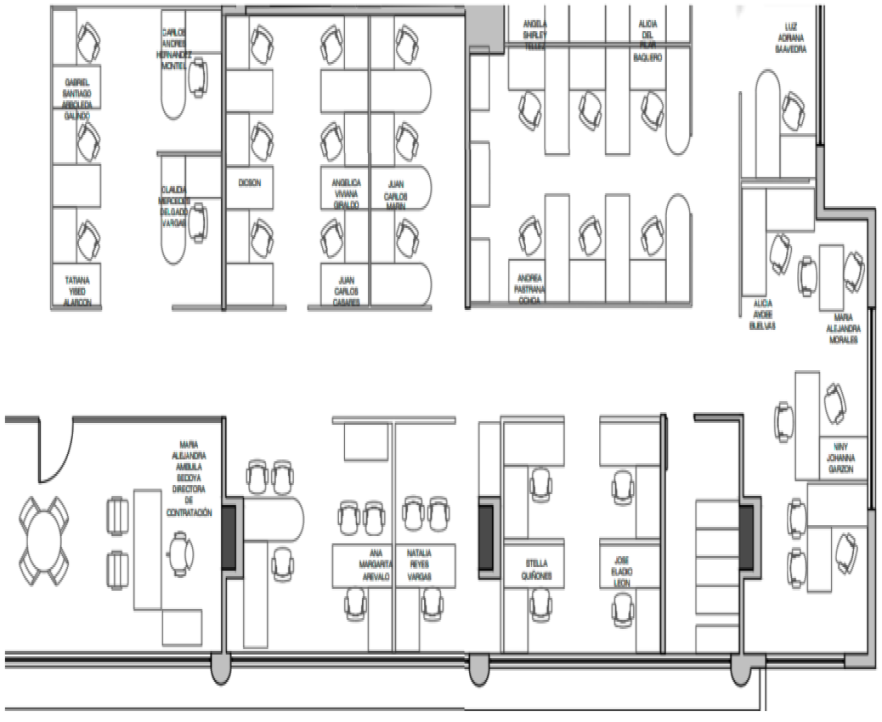 ANGELA
SHIRLEY
TELLEZ
ALICIA
DEL
PILAR
BAQUERO
LUZ
ADRIANA
SAAVEDRA
CARLOS
ANDRES
HERNANDEZ
MONTIEL
GABRIEL
SANTIAGO
ARBOLEDA
GALINDO
CLAUDIA
MERCEDES
DELGADO
VARGAS
DICSON
ANGELICA
VIVIANA
GIRALDO
JUAN
CARLOS
MARIN
TATIANA
YISED
ALARCON
JUAN
CARLOS
CASARES
ANDREA
PASTRANA
OCHOA
ALICIA
AYDEE
BUELVAS
MARIA
ALEJANDRA
MORALES
NINY
JOHANNA
GARZON
MARIA
ALEJANDRA
AMBUILA
BEDOYA
DIRECTORA
DE
CONTRATACIÓN
ANA
MARGARITA
AREVALO
NATALIA
REYES
VARGAS
STELLA
QUIÑONES
JOSE
ELADIO
LEON